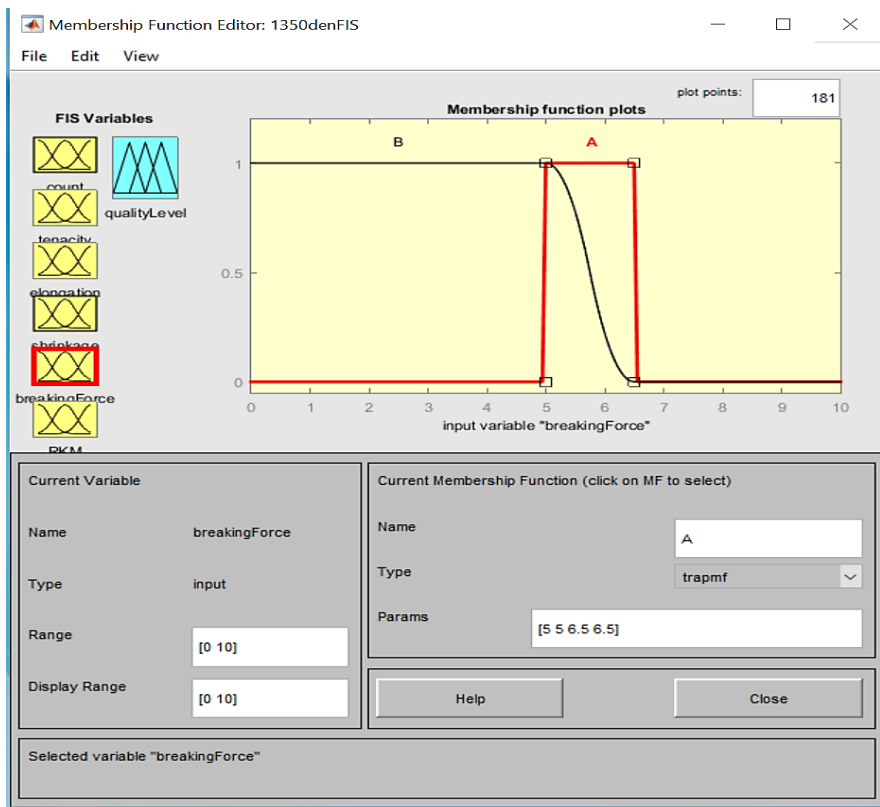 Membership Function Editor: 1350denFIS
File Edit View
plot points: 181
FIS Variables
Membership function plots
count
tenacity
elongation
shrinkage
breakingForce
RKM
qualityLevel
B A
1
0.5
0
0 1 2 3 4 5 6 7 8 9 10
input variable "breakingForce"
Current Variable
Name breakingForce
Type input
Range [0 10]
Display Range [0 10]
Current Membership Function (click on MF to select)
Name A
Type trapmf
Params [5 5 6.5 6.5]
Help Close
Selected variable "breakingForce"